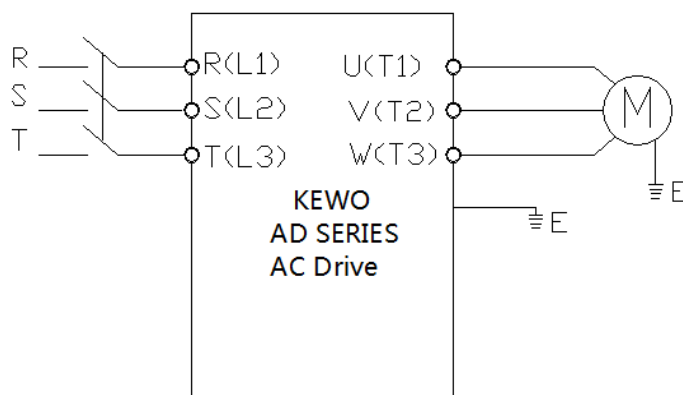 R R(L1) U(T1)
S S(L2) V(T2) M
T T(L3) W(T3)
E
KEWO
E
AD SERIES
AC Drive